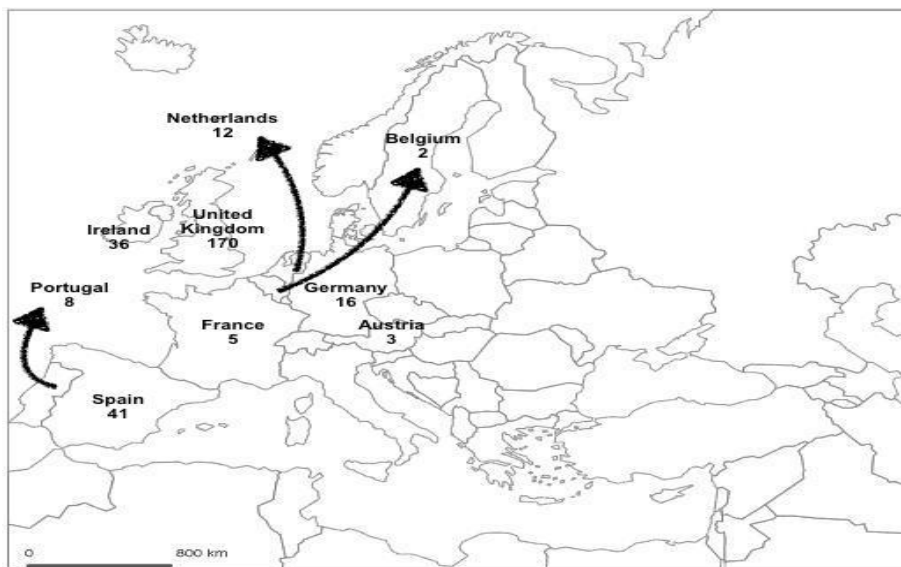 Netherlands
12
Belgium
2
Ireland
36
United
Kingdom
170
Portugal
8
Germany
16
France
5
Austria
3
Spain
41
0
800 km